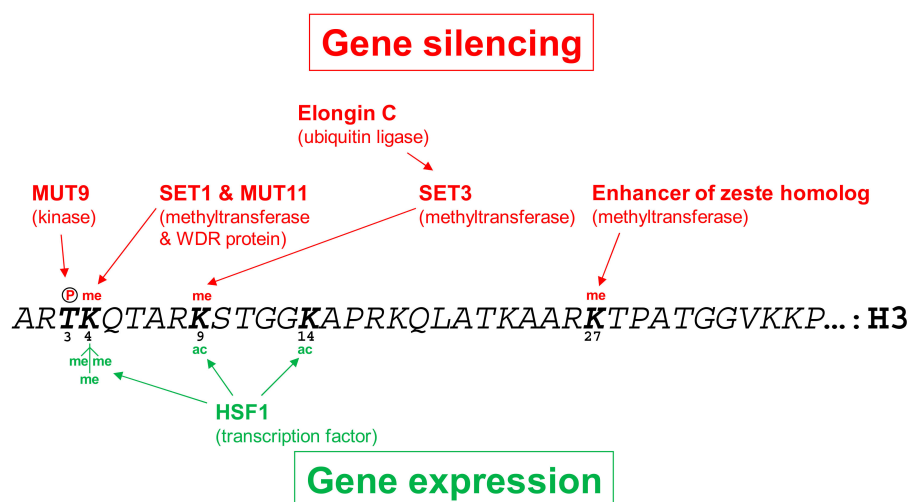 Gene silencing
Elongin C
(ubiquitin ligase)
MUT9
(kinase)
SET1 & MUT11
(methyltransferase
& WDR protein)
SET3
(methyltransferase)
Enhancer of zeste homolog
(methyltransferase)
P me me me
ARTKQTARKSTGGKAPRKQLATKAARKTPATGGVKKP...: H3
3 4 9 14 27
ac ac
me me
me
HSF1
(transcription factor)
Gene expression